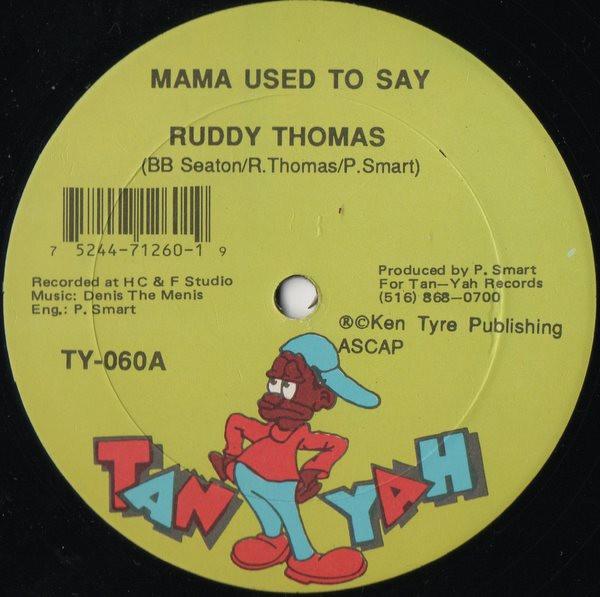 MAMA USED TO SAY
RUDDY THOMAS
(BB Seaton/R.Thomas/P.Smart)
7 5244-71260-1 9
Recorded at HC & F Studio
Music: Denis The Menis
Eng.: P. Smart
Produced by P. Smart
For Tan-Yah Records
(516) 868-0700
®©Ken Tyre Publishing
ASCAP
TY-060A
TAN YAH